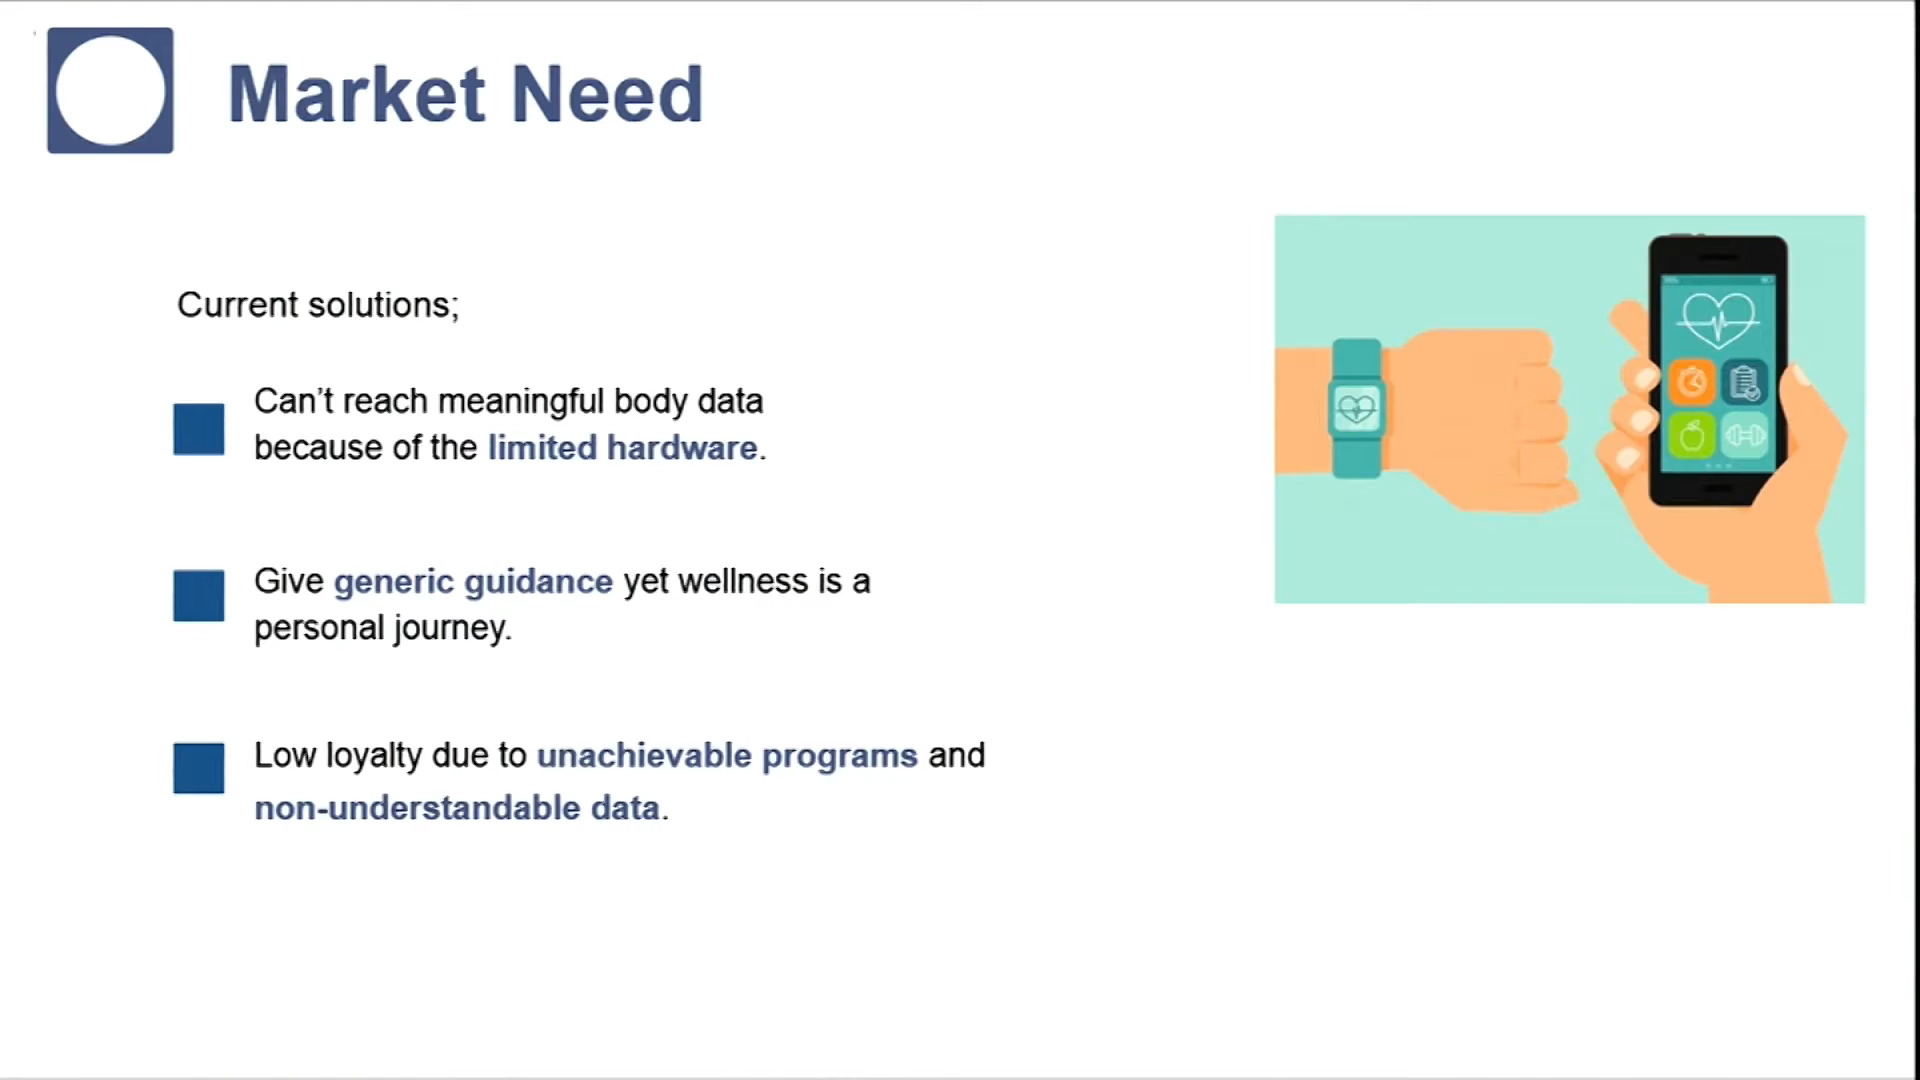 Market Need
Current solutions;
Can’t reach meaningful body data
because of the limited hardware.
Give generic guidance yet wellness is a
personal journey.
Low loyalty due to unachievable programs and
non-understandable data.